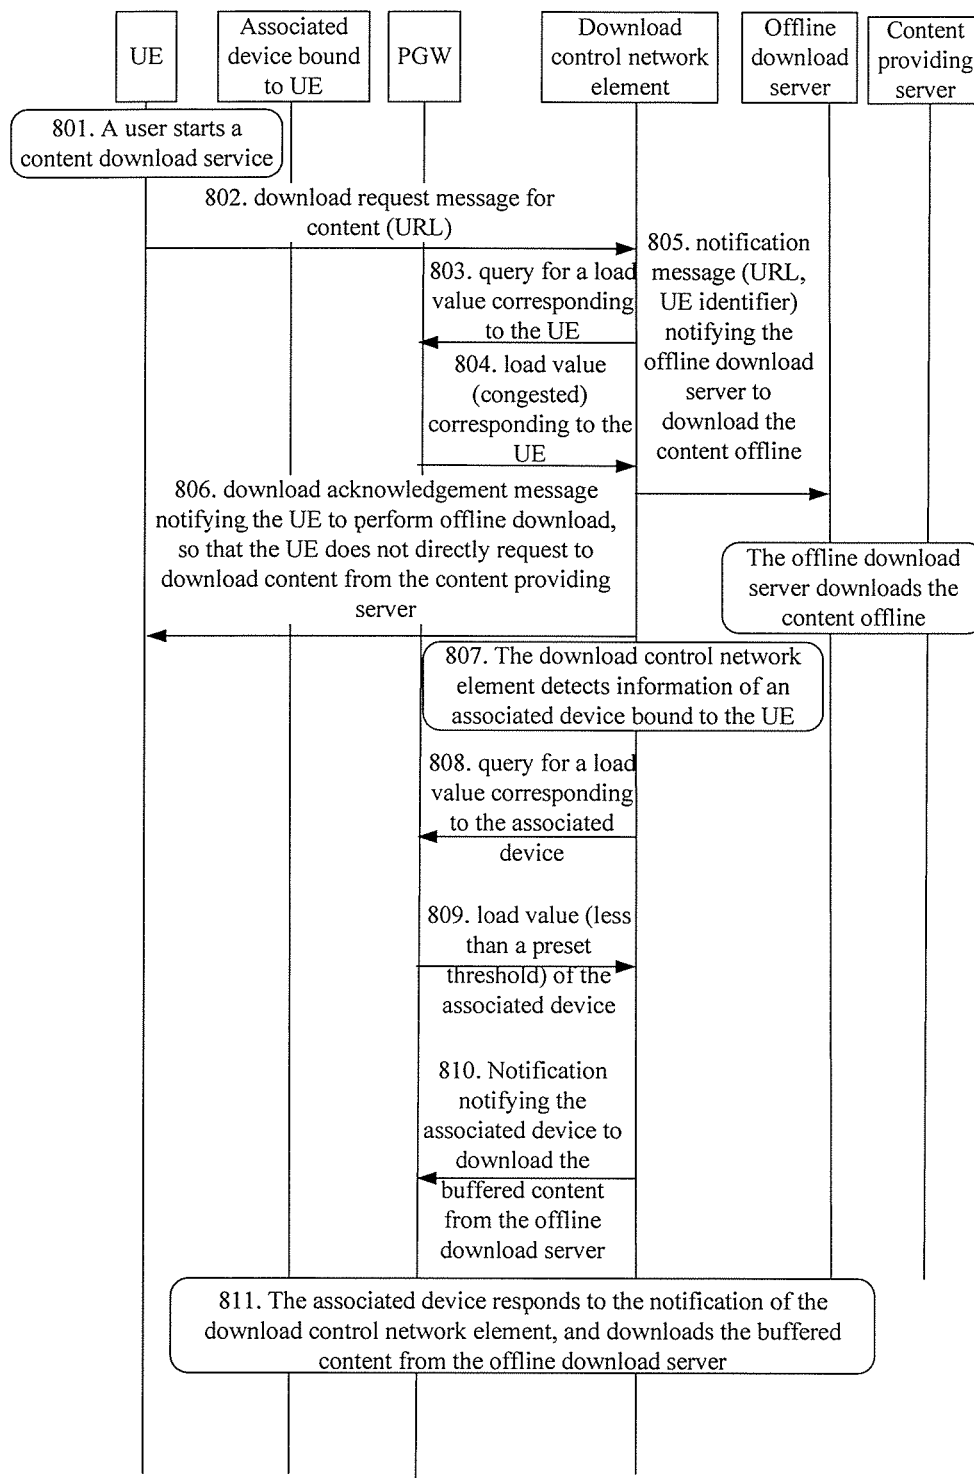 UE
Associated
device bound
to UE
PGW
Download
control network
element
Offline
download
server
Content
providing
server
801. A user starts a
content download service
802. download request message for
content (URL)
803. query for a load
value corresponding
to the UE
804. load value
(congested)
corresponding to the
UE
805. notification
message (URL,
UE identifier)
notifying the
offline download
server to
download the
content offline
806. download acknowledgement message
notifying the UE to perform offline download,
so that the UE does not directly request to
download content from the content providing
server
The offline download
server downloads the
content offline
807. The download control network
element detects information of an
associated device bound to the UE
808. query for a load
value corresponding
to the associated
device
809. load value (less
than a preset
threshold) of the
associated device
810. Notification
notifying the
associated device to
download the
buffered content
from the offline
download server
811. The associated device responds to the notification of the
download control network element, and downloads the buffered
content from the offline download server